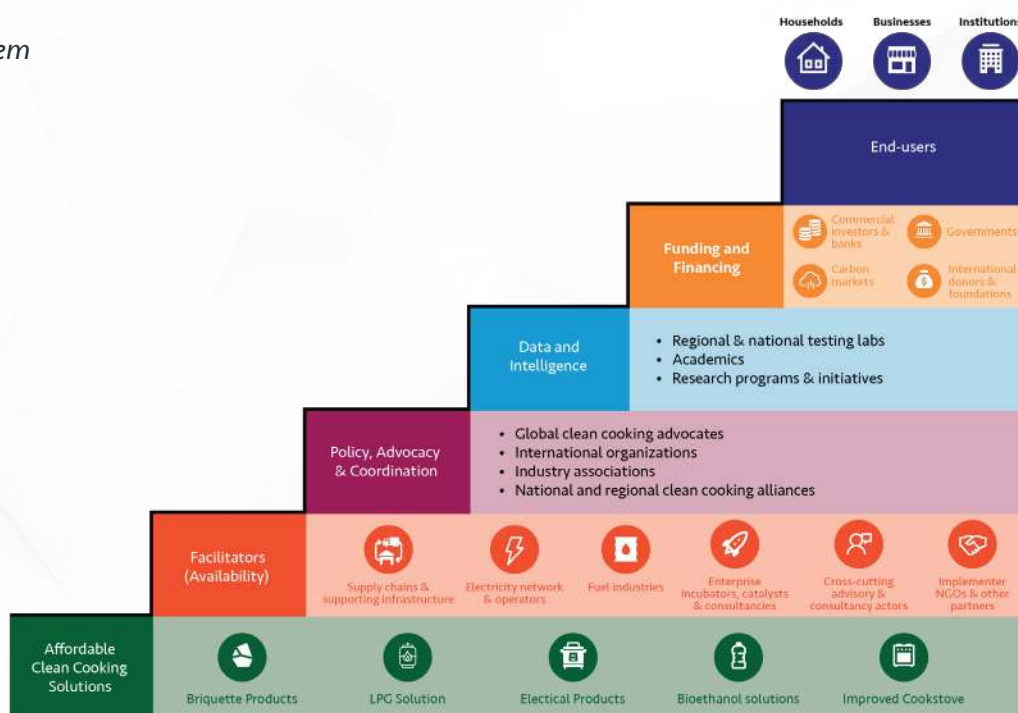 em
Households
Businesses
Institutions
End-users
Funding and
Financing
Commercial
investors &
banks
Governments
Carbon
markets
International
donors &
foundations
Data and
Intelligence
• Regional & national testing labs
• Academics
• Research programs & initiatives
Policy, Advocacy
& Coordination
• Global clean cooking advocates
• International organizations
• Industry associations
• National and regional clean cooking alliances
Facilitators
(Availability)
Supply chains &
supporting infrastructure
Electricity network
& operators
Fuel industries
Enterprise
incubators, catalysts
& consultancies
Cross-cutting
advisory &
consultancy actors
Implementer
NGOs & other
partners
Affordable
Clean Cooking
Solutions
Briquette Products
LPG Solution
Electical Products
Bioethanol solutions
Improved Cookstove